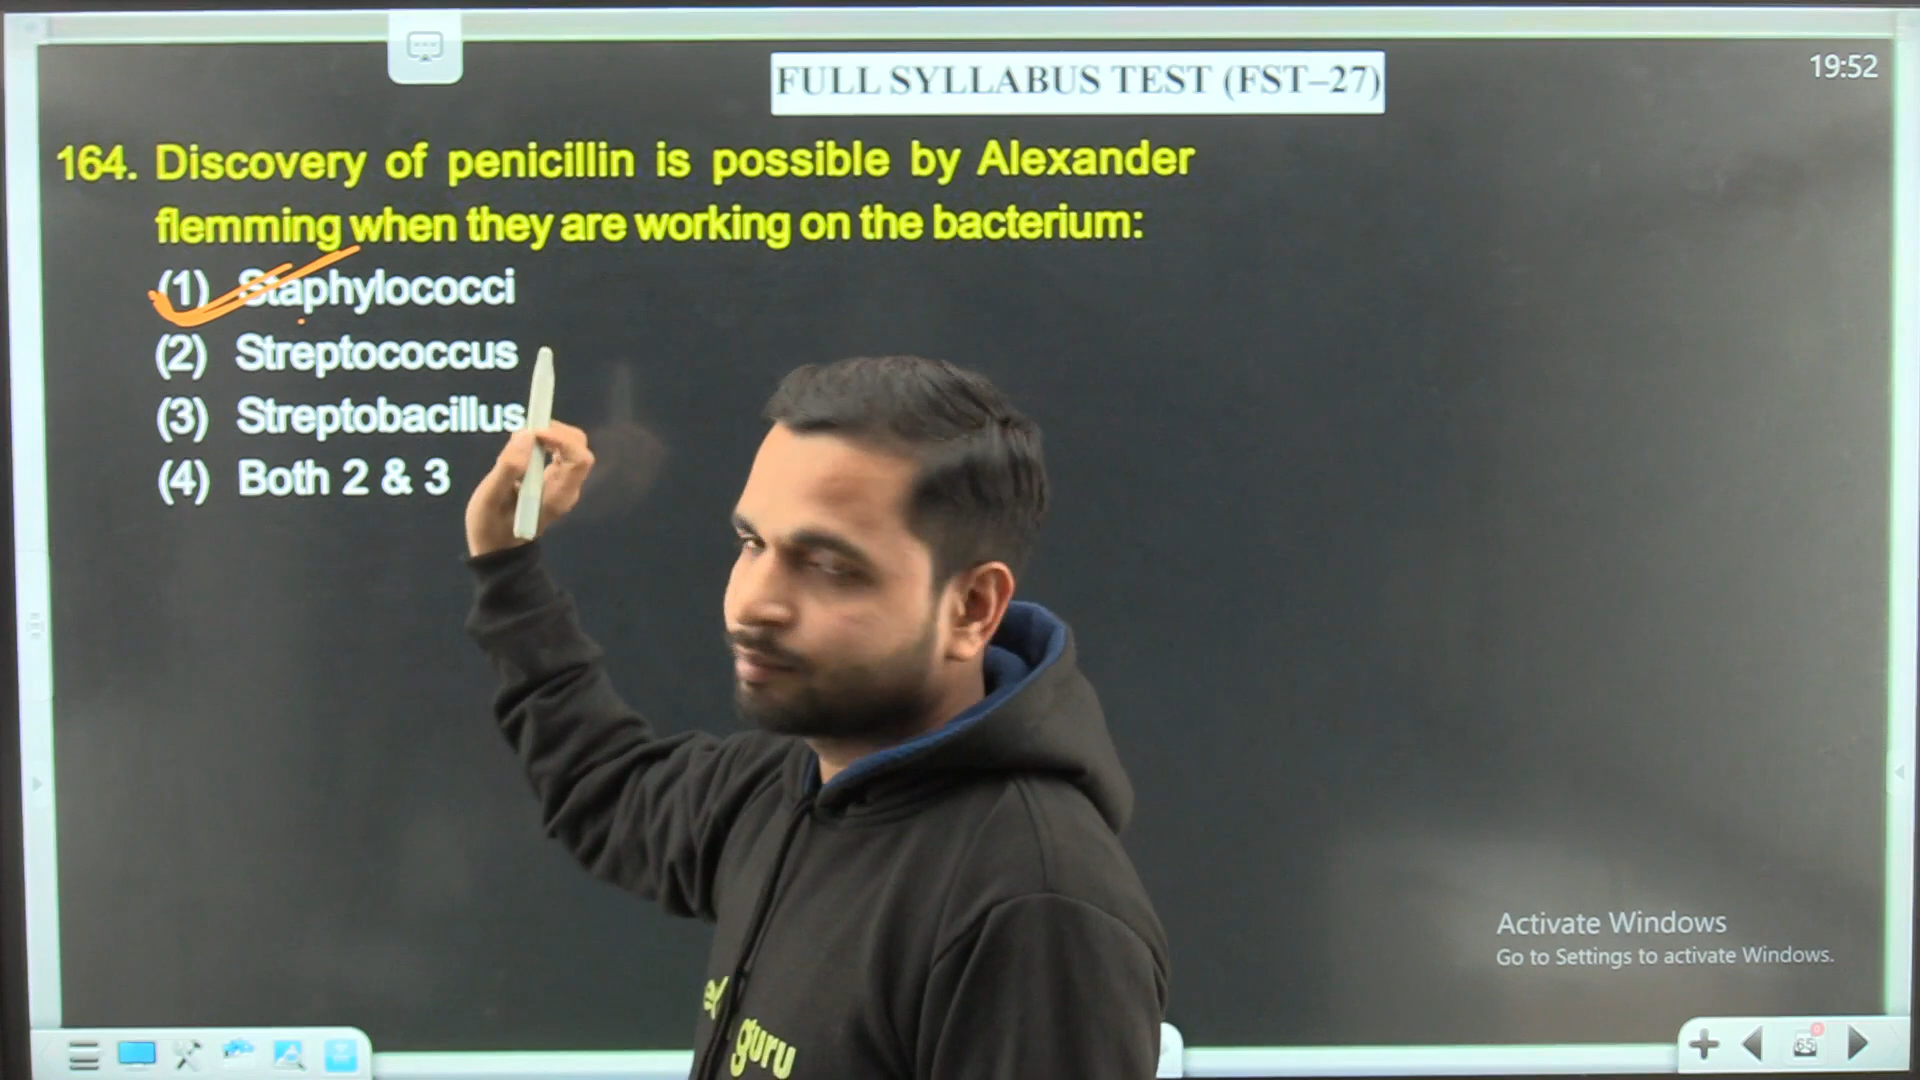 FULL SYLLABUS TEST (FST–27)
19:52
164. Discovery of penicillin is possible by Alexander
flemming when they are working on the bacterium:
(1) Staphylococci
(2) Streptococcus
(3) Streptobacillus
(4) Both 2 & 3
Activate Windows
Go to Settings to activate Windows.
guru
65
0